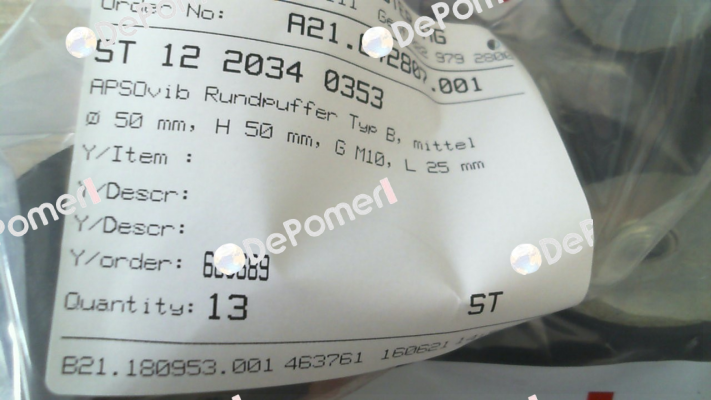 Order No:
ST 12 2034 0353
APSOvib Rundpuffer Typ B, mittel
Ø 50 mm, H 50 mm, G M10, L 25 mm
Y/Item :
Y/Descr:
Y/Descr:
Y/order:
Quantity: 13 ST
B21.180953.001 463761 160621
DePomerI